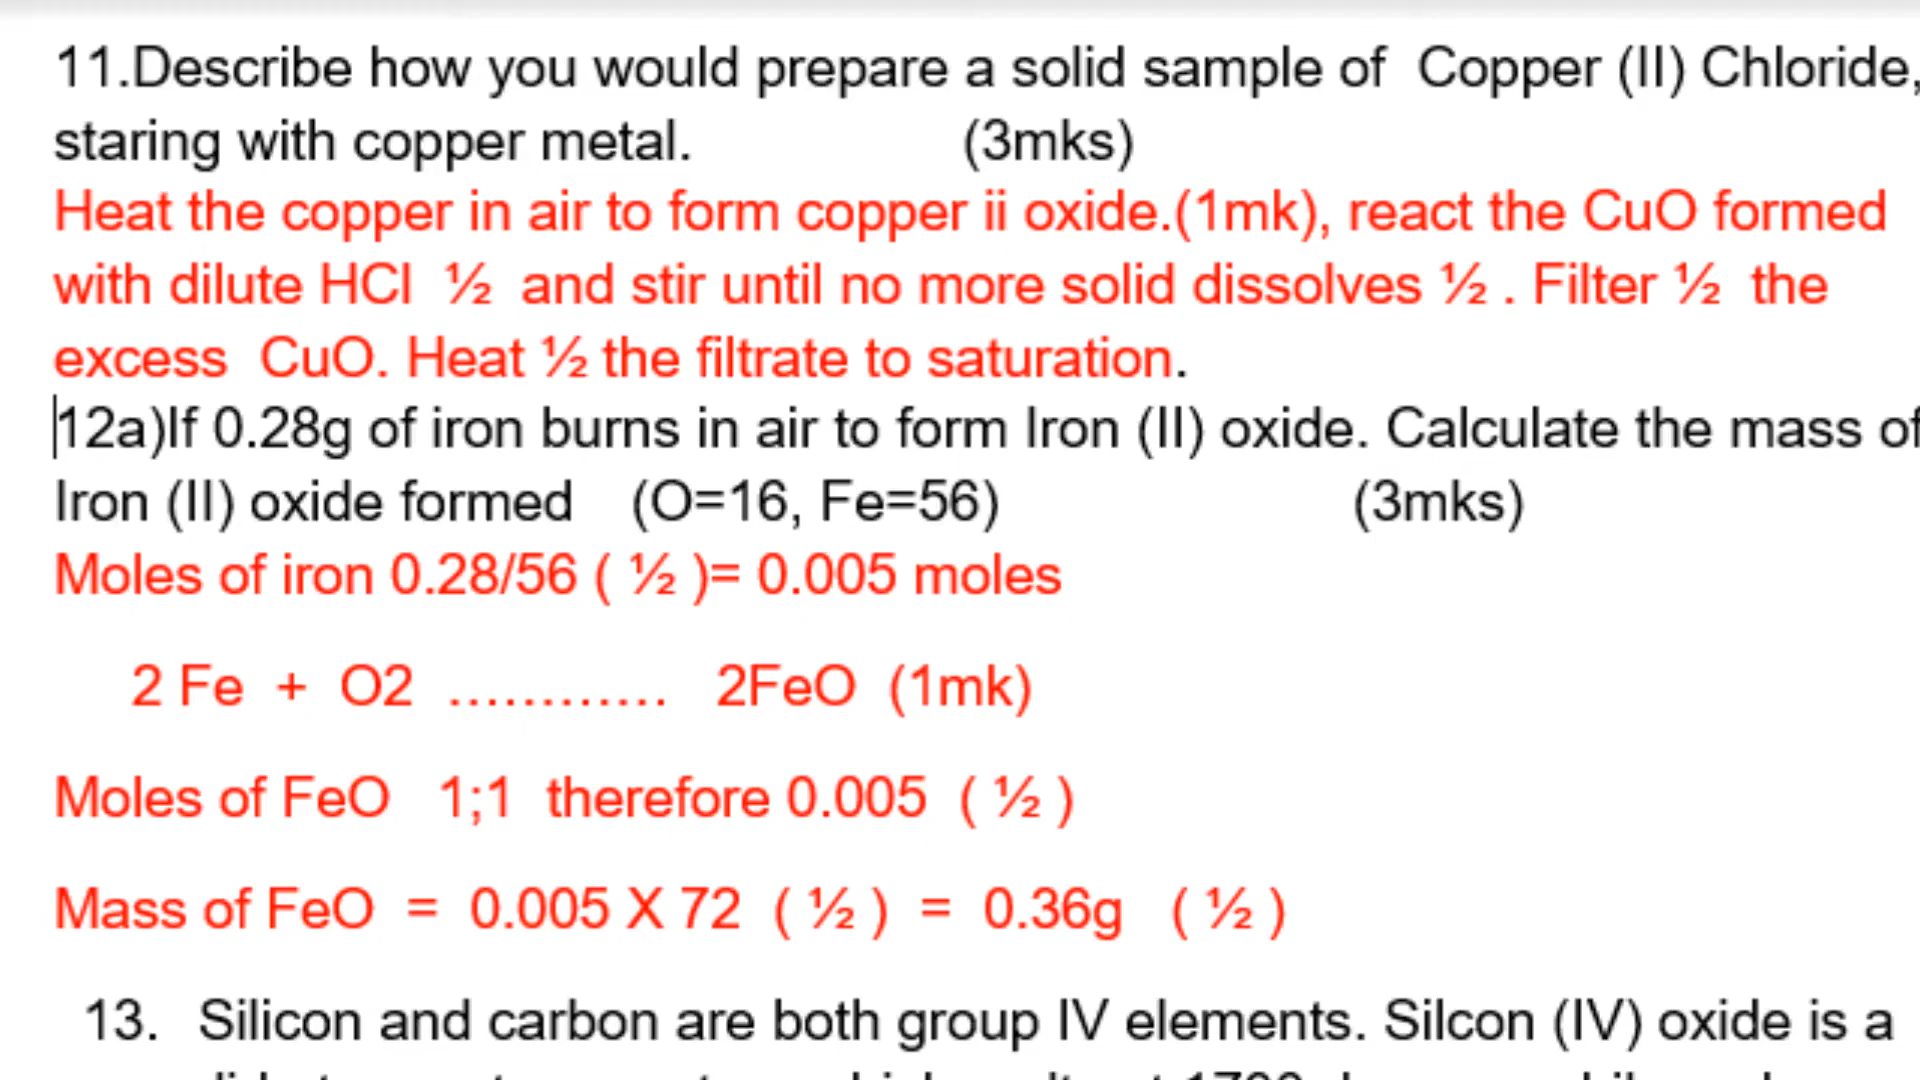 11.Describe how you would prepare a solid sample of Copper (II) Chloride,
staring with copper metal. (3mks)
Heat the copper in air to form copper ii oxide.(1mk), react the CuO formed
with dilute HCl ½ and stir until no more solid dissolves ½ . Filter ½ the
excess CuO. Heat ½ the filtrate to saturation.
12a)If 0.28g of iron burns in air to form Iron (II) oxide. Calculate the mass of
Iron (II) oxide formed (O=16, Fe=56) (3mks)
Moles of iron 0.28/56 ( ½ )= 0.005 moles
2 Fe + O2 ............ 2FeO (1mk)
Moles of FeO 1;1 therefore 0.005 ( ½ )
Mass of FeO = 0.005 X 72 ( ½ ) = 0.36g ( ½ )
13. Silicon and carbon are both group IV elements. Silcon (IV) oxide is a